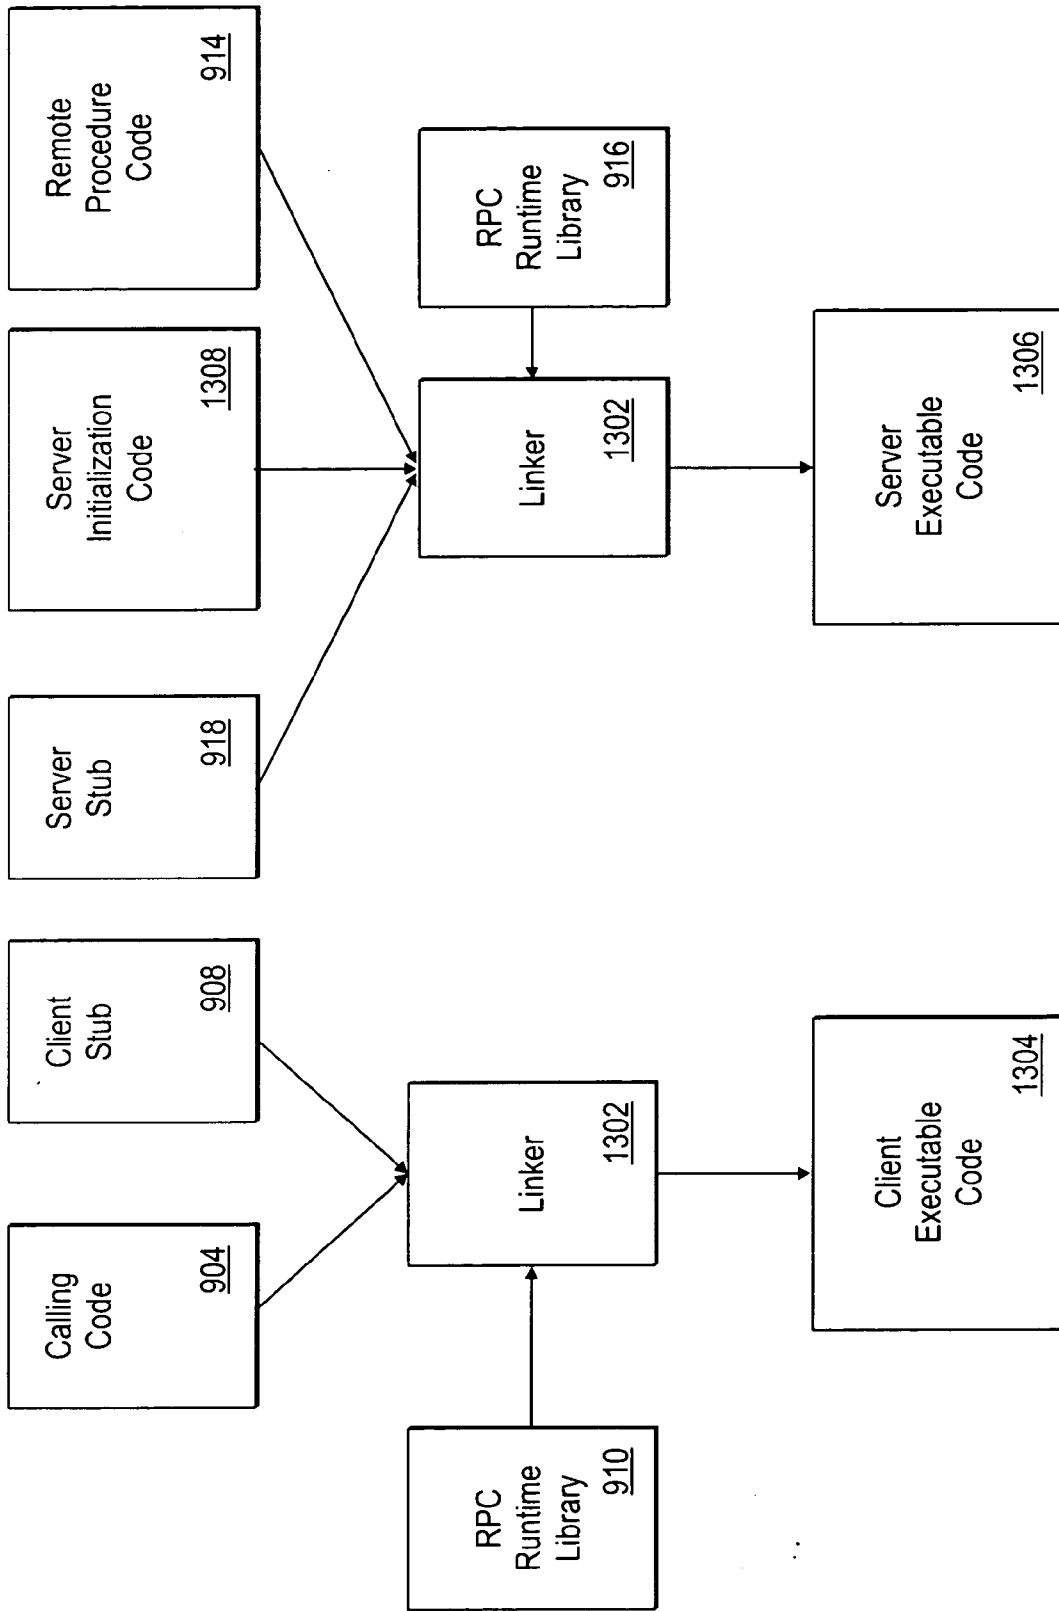 Calling
Code
904
Client
Stub
908
Server
Stub
918
Server
Initialization
Code
1308
Remote
Procedure
Code
914
RPC
Runtime
Library
910
Linker
1302
Linker
1302
RPC
Runtime
Library
916
Client
Executable
Code
1304
Server
Executable
Code
1306